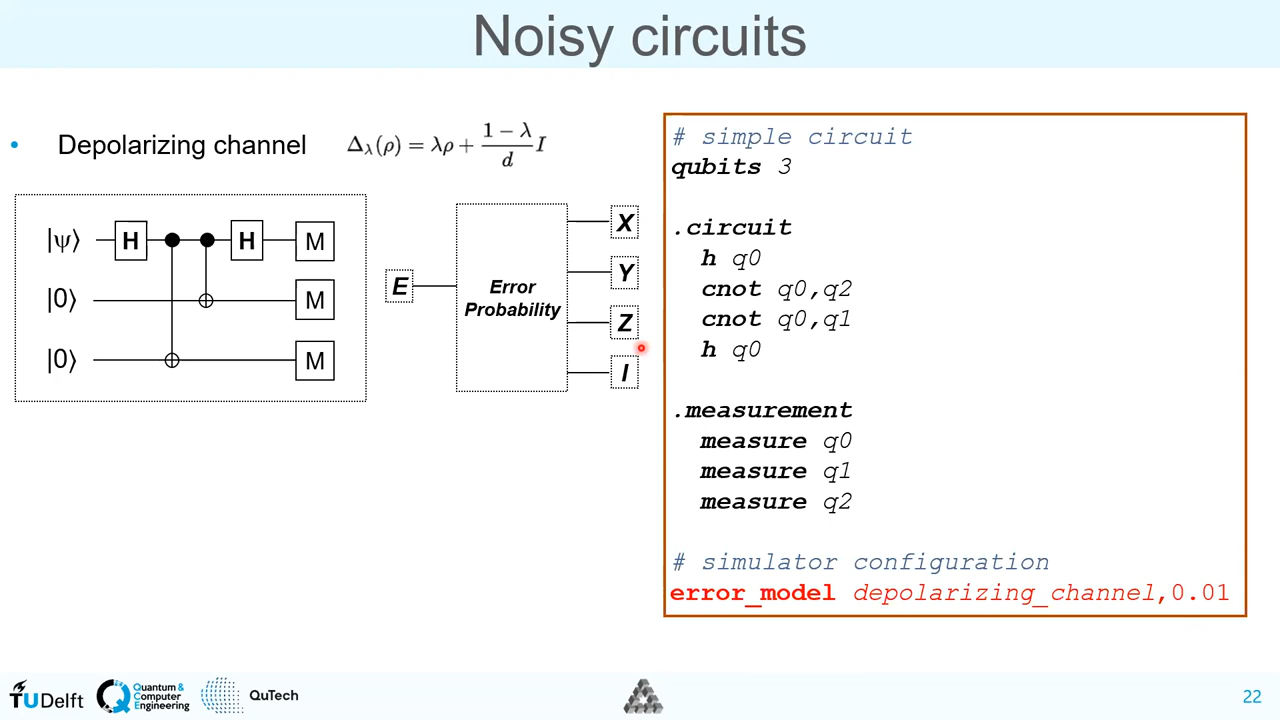 Noisy circuits
• Depolarizing channel Δλ(ρ) = λρ + (1 − λ)/d I
|ψ⟩ H H M
|0⟩ M
|0⟩ M
E
Error
Probability
X
Y
Z
I
# simple circuit
qubits 3
.circuit
h q0
cnot q0,q2
cnot q0,q1
h q0
.measurement
measure q0
measure q1
measure q2
# simulator configuration
error_model depolarizing_channel,0.01
TUDelft
Quantum &
Computer
Engineering
QuTech
22